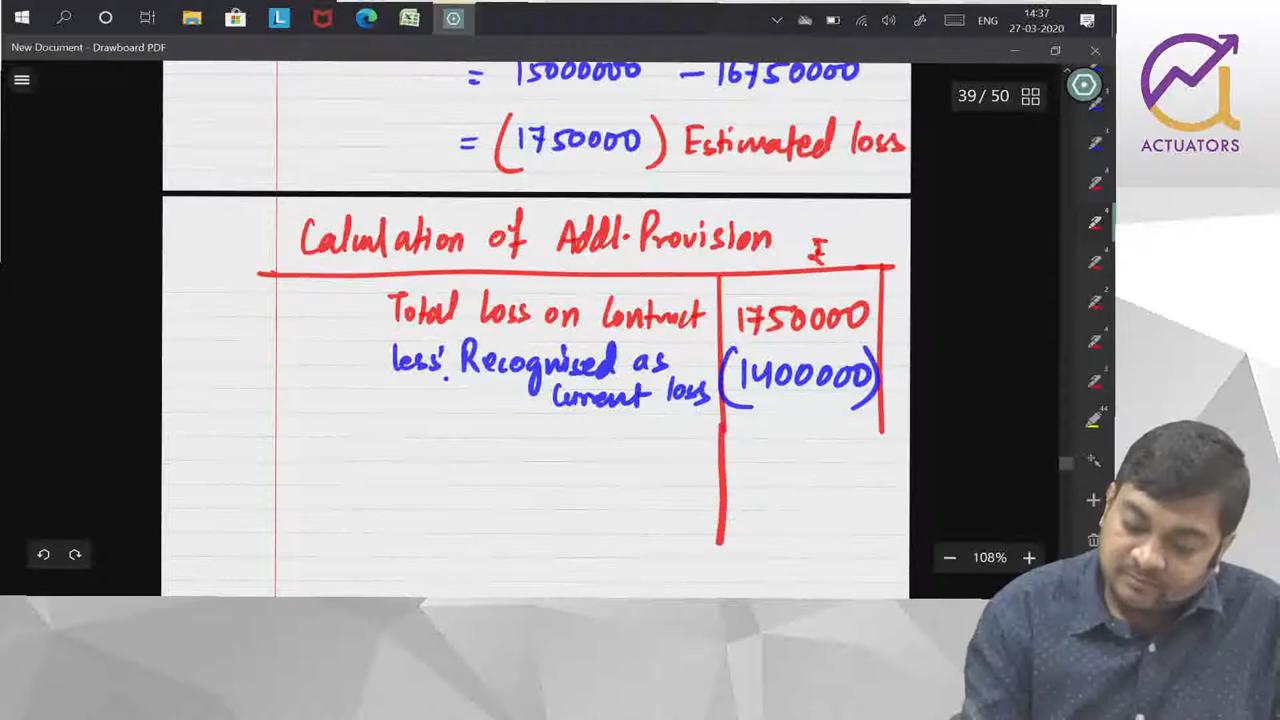 ENG
14:37
27-03-2020
New Document - Drawboard PDF
= 15000000 - 16750000
39 / 50
= (1750000) Estimated loss
ACTUATORS
Calculation of Addl. Provision ₹
Total loss on Contract 1750000
less: Recognised as (1400000)
Current loss
108%